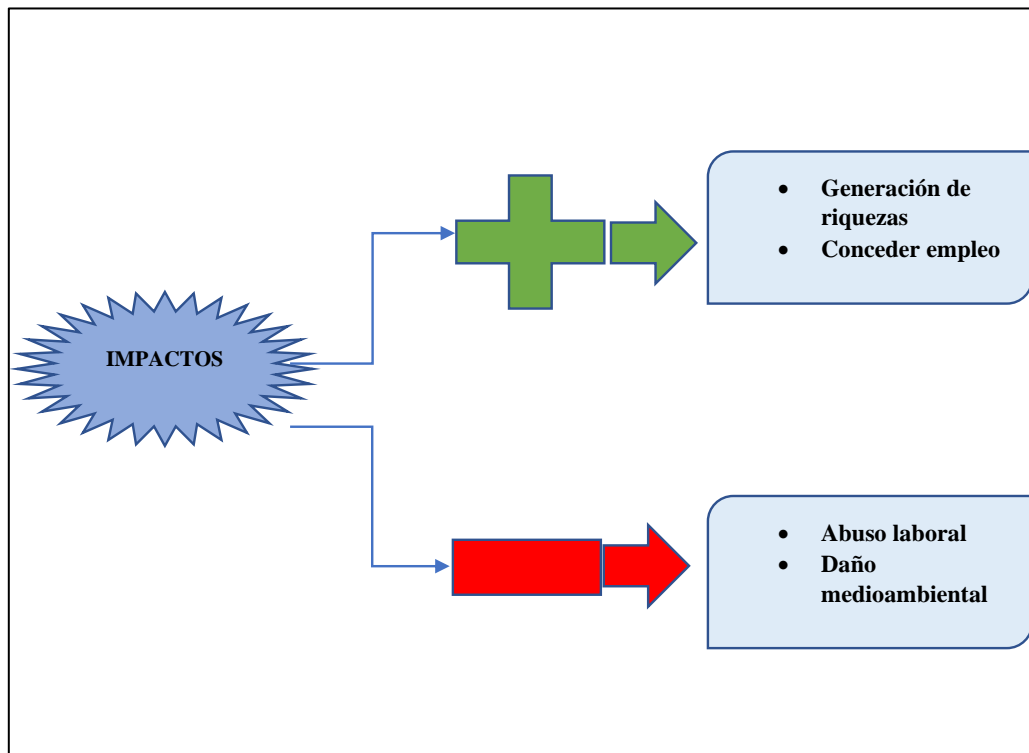 IMPACTOS
• Generación de
riquezas
• Conceder empleo
• Abuso laboral
• Daño
medioambiental